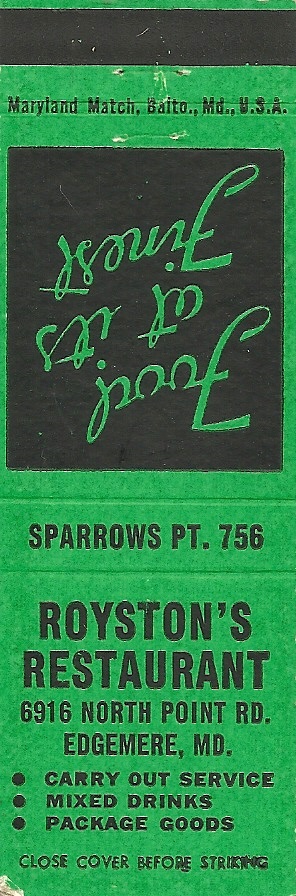 Maryland Match, Balto., Md., U.S.A.
Food
at it's
Finest
SPARROWS PT. 756
ROYSTON'S
RESTAURANT
6916 NORTH POINT RD.
EDGEMERE, MD.
● CARRY OUT SERVICE
● MIXED DRINKS
● PACKAGE GOODS
CLOSE COVER BEFORE STRIKING